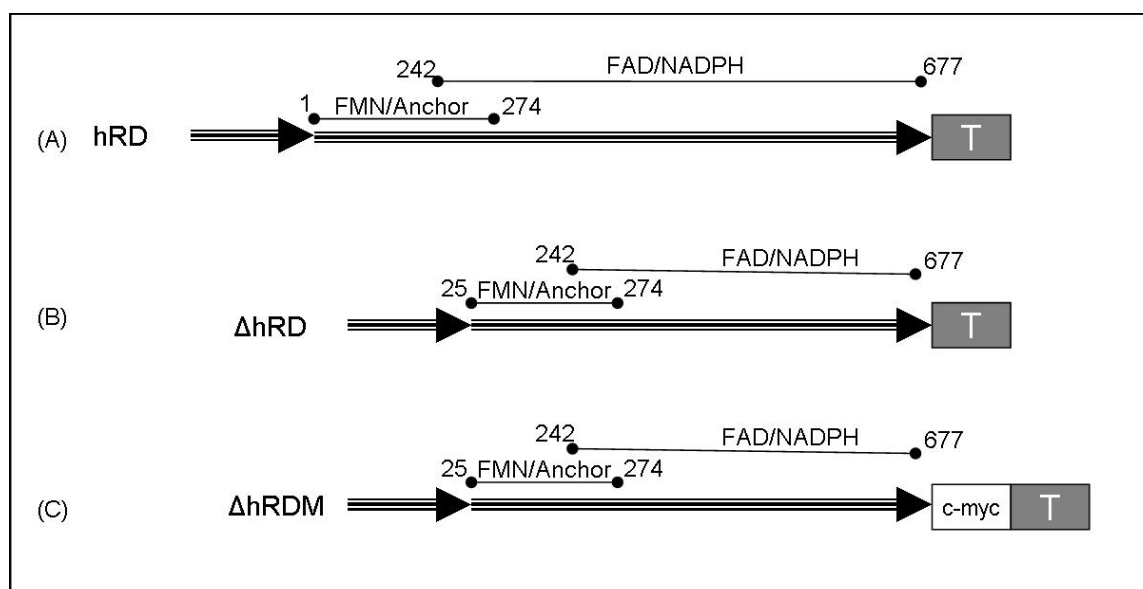 242 FAD/NADPH 677
1 FMN/Anchor 274
(A) hRD T
242 FAD/NADPH 677
25 FMN/Anchor 274
(B) ΔhRD T
242 FAD/NADPH 677
25 FMN/Anchor 274
(C) ΔhRDM c-myc T